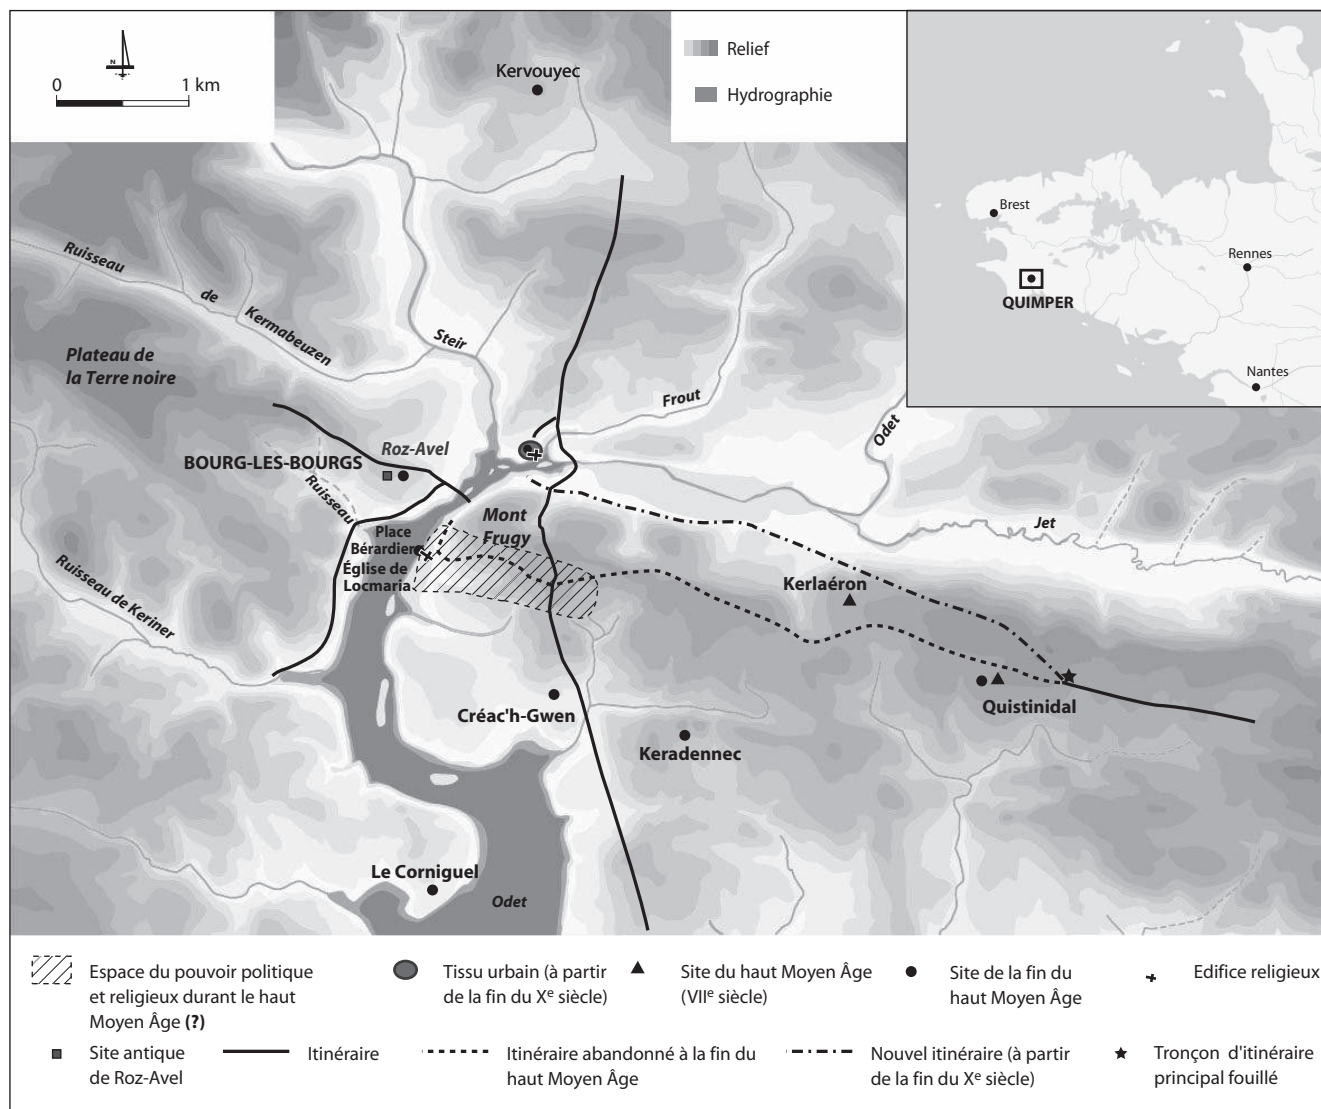 N
0
1 km
Relief
Hydrographie
Kervouyec
Brest
Rennes
QUIMPER
Nantes
Ruisseau
de
Kermabeuzen
Steir
Plateau de
la Terre noire
Frout
Odet
Roz-Avel
BOURG-LES-BOURGS
Ruisseau
Mont
Frugy
Jet
Place
Bérardier
Église de
Locmaria
Ruisseau de Keriner
Kerlaéron
Quistinidal
Créac'h-Gwen
Keradennec
Le Corniguel
Odet
Espace du pouvoir politique
et religieux durant le haut
Moyen Âge (?)
Tissu urbain (à partir
de la fin du Xe siècle)
Site du haut Moyen Âge
(VIIe siècle)
Site de la fin du
haut Moyen Âge
Edifice religieux
Site antique
de Roz-Avel
Itinéraire
Itinéraire abandonné à la fin du
haut Moyen Âge
Nouvel itinéraire (à partir
de la fin du Xe siècle)
Tronçon d'itinéraire
principal fouillé